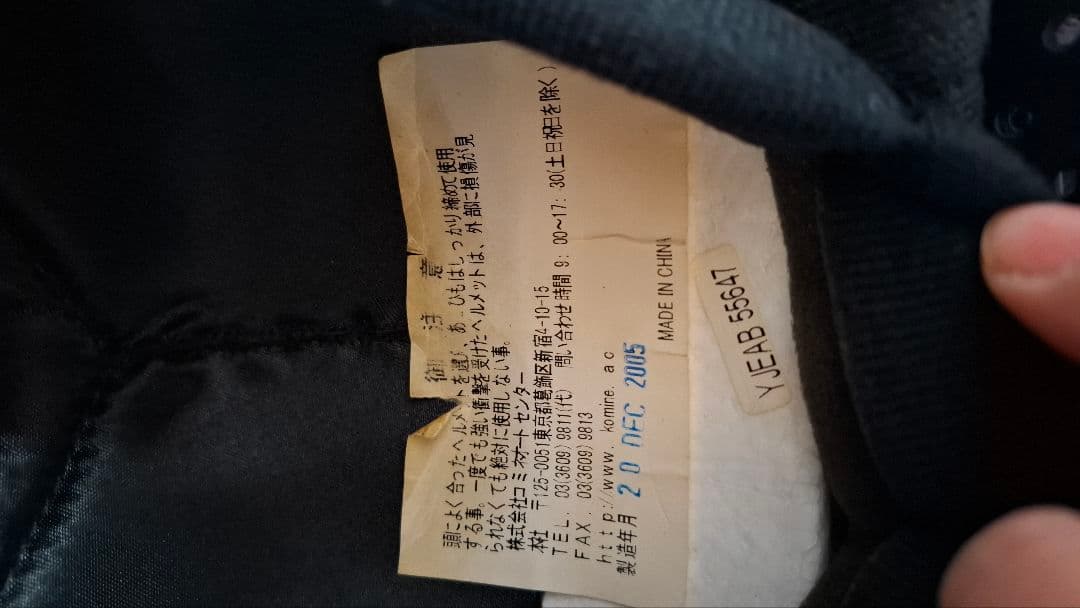 御 注 意
頭によく合ったヘルメットを選び、あごひもはしっかり締めて使用
する事。一度でも強い衝撃を受けたヘルメットは、外部に損傷が見
られなくても絶対に使用しない事。
株式会社コミネオートセンター
本社 〒125-0051東京都葛飾区新宿4-10-15
TEL. 03(3609)9811(代) 問い合わせ時間 9:00〜17:30(土日祝日を除く)
FAX. 03(3609)9813
http://www.komine.ac
製造年月 20 DEC 2005
MADE IN CHINA
YJEAB 55647